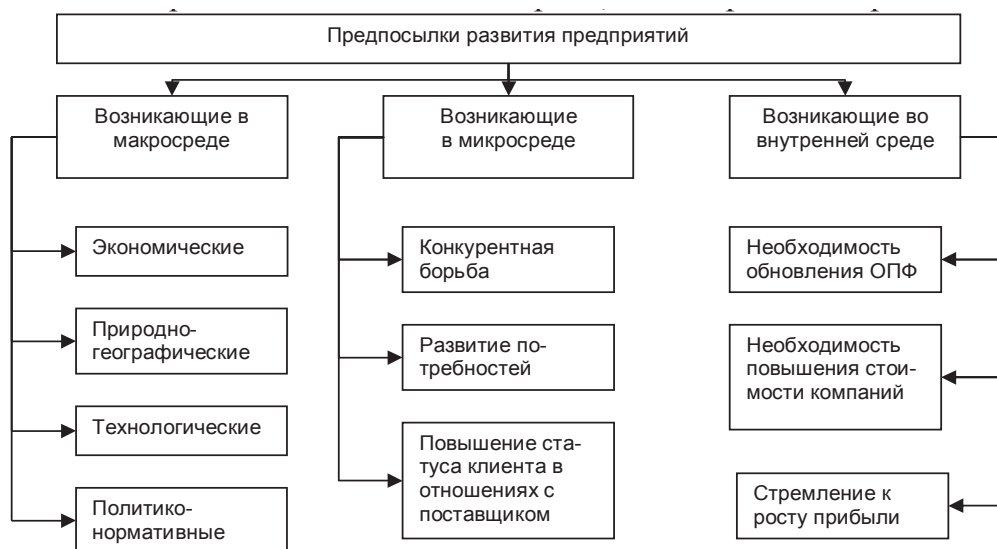 Предпосылки развития предприятий
Возникающие в
макросреде
Экономические
Природно-
географические
Технологические
Политико-
нормативные
Возникающие
в микросреде
Конкурентная
борьба
Развитие по-
требностей
Повышение ста-
туса клиента в
отношениях с
поставщиком
Возникающие во
внутренней среде
Необходимость
обновления ОПФ
Необходимость
повышения стои-
мости компаний
Стремление к
росту прибыли